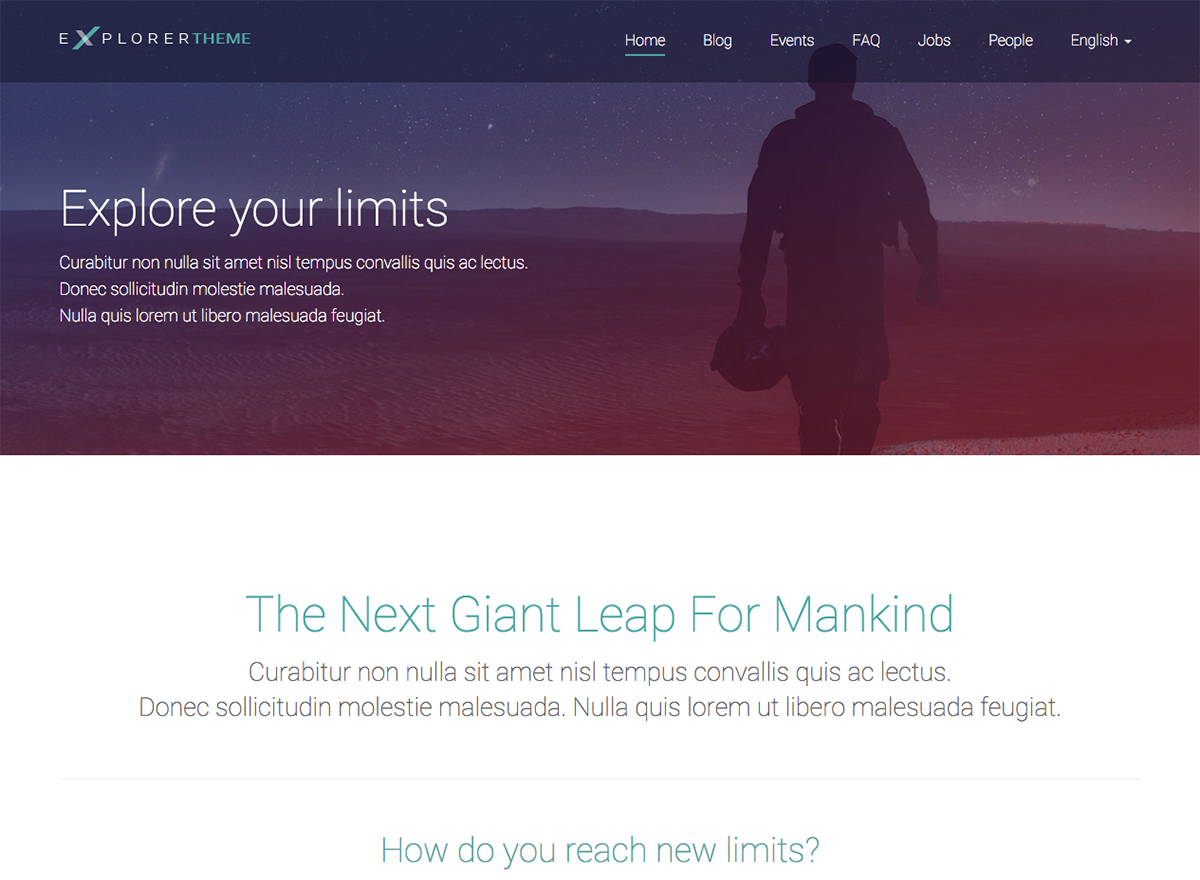 EXPLORERTHEME
Home Blog Events FAQ Jobs People English
Explore your limits
Curabitur non nulla sit amet nisl tempus convallis quis ac lectus.
Donec sollicitudin molestie malesuada.
Nulla quis lorem ut libero malesuada feugiat.
The Next Giant Leap For Mankind
Curabitur non nulla sit amet nisl tempus convallis quis ac lectus.
Donec sollicitudin molestie malesuada. Nulla quis lorem ut libero malesuada feugiat.
How do you reach new limits?